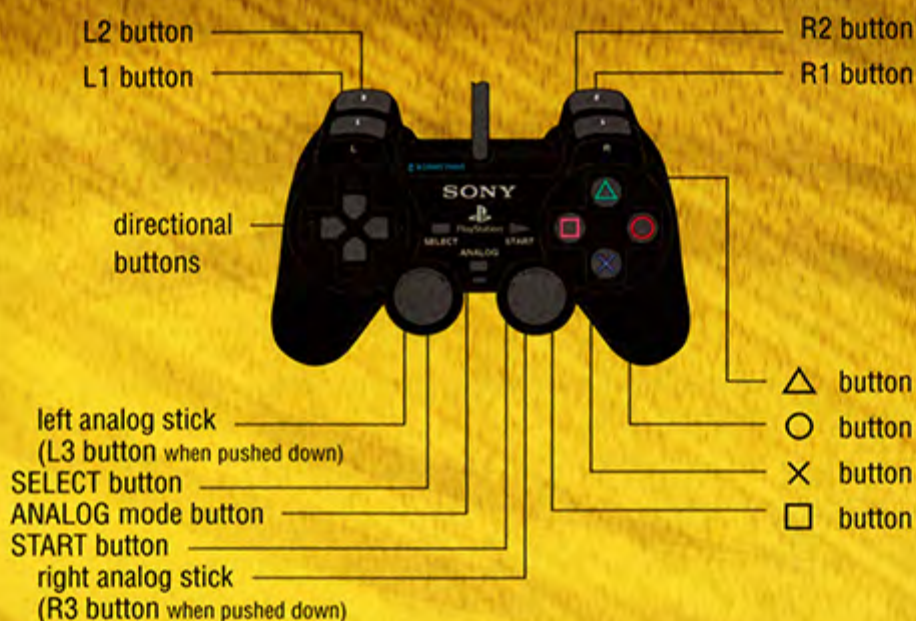 L2 button
L1 button
R2 button
R1 button
SONY
PlayStation
SELECT
START
ANALOG
L
R
directional
buttons
△ button
○ button
✕ button
□ button
left analog stick
(L3 button when pushed down)
SELECT button
ANALOG mode button
START button
right analog stick
(R3 button when pushed down)